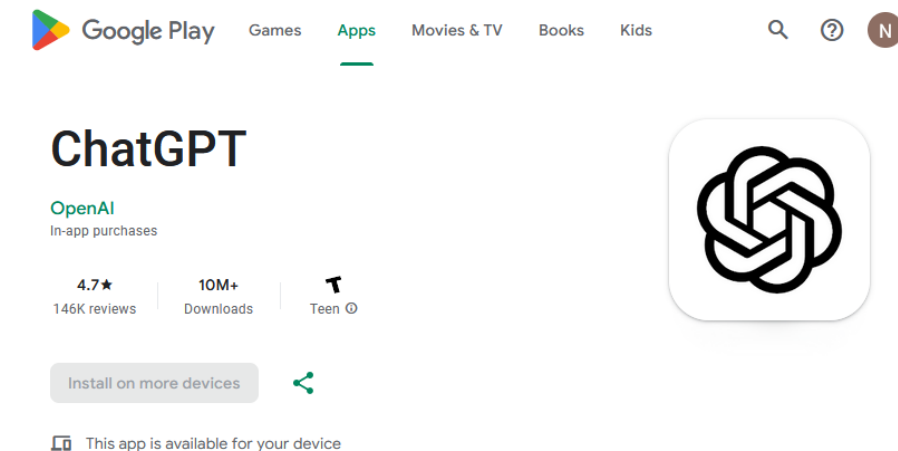 Google Play Games Apps Movies & TV Books Kids N
ChatGPT
OpenAI
In-app purchases
4.7★ 10M+ T
146K reviews Downloads Teen
Install on more devices
This app is available for your device